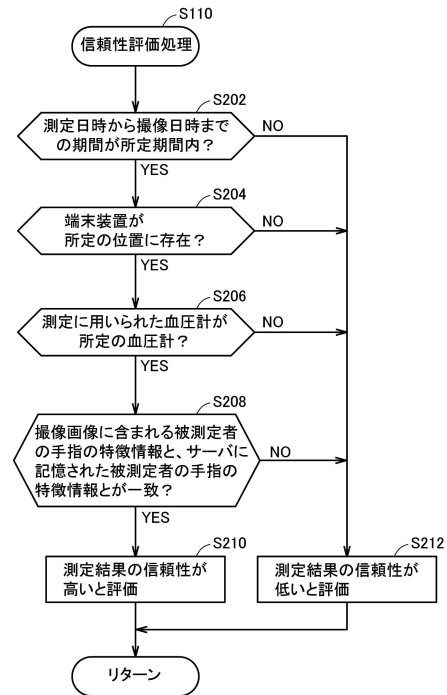 S110
信頼性評価処理
S202
測定日時から撮像日時まで
の期間が所定期間内？
NO
YES
S204
端末装置が
所定の位置に存在？
NO
YES
S206
測定に用いられた血圧計が
所定の血圧計？
NO
YES
S208
撮像画像に含まれる被測定者
の手指の特徴情報と、サーバに
記憶された被測定者の手指の
特徴情報とが一致？
NO
YES
S210
測定結果の信頼性が
高いと評価
S212
測定結果の信頼性が
低いと評価
リターン